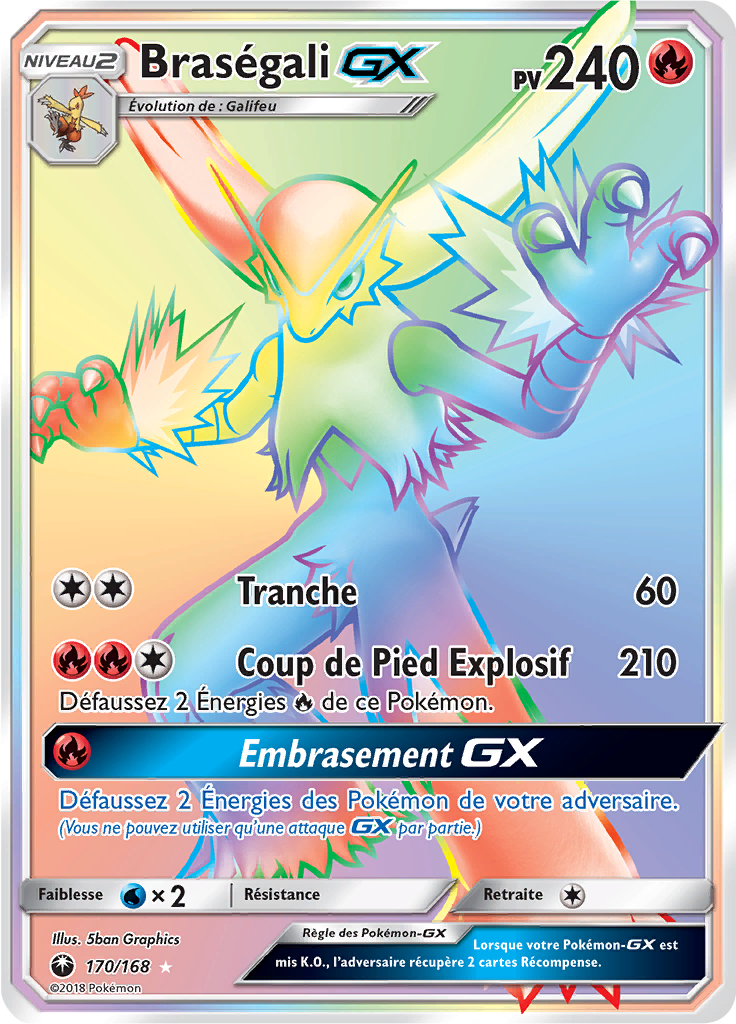 NIVEAU2 Braségali GX PV240
Évolution de : Galifeu
Tranche 60
Coup de Pied Explosif 210
Défaussez 2 Énergies de ce Pokémon.
Embrasement GX
Défaussez 2 Énergies des Pokémon de votre adversaire.
(Vous ne pouvez utiliser qu'une attaque GX par partie.)
Faiblesse ×2 Résistance Retraite
Illus. 5ban Graphics
170/168
©2018 Pokémon
Règle des Pokémon-GX
Lorsque votre Pokémon-GX est
mis K.O., l'adversaire récupère 2 cartes Récompense.